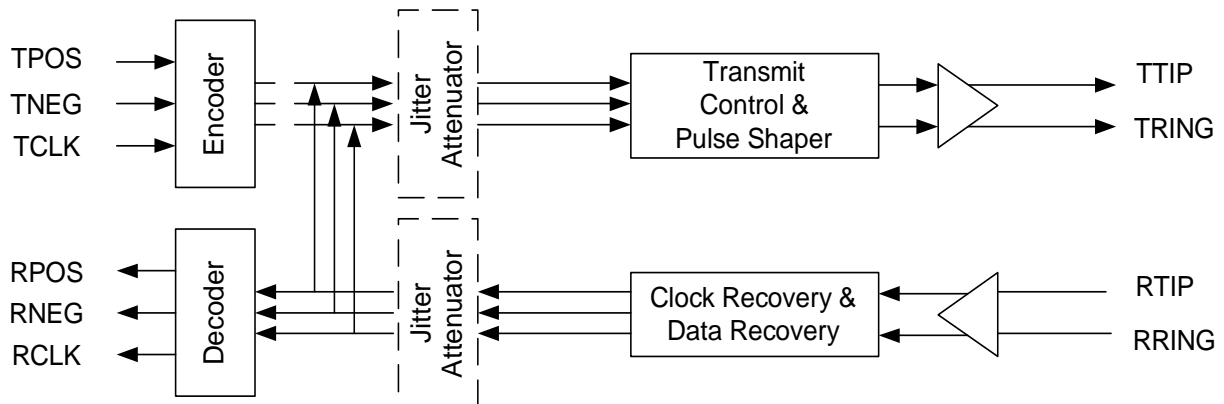 TPOS
TNEG
TCLK
Encoder
Jitter
Attenuator
Transmit
Control &
Pulse Shaper
TTIP
TRING
RPOS
RNEG
RCLK
Decoder
Jitter
Attenuator
Clock Recovery &
Data Recovery
RTIP
RRING